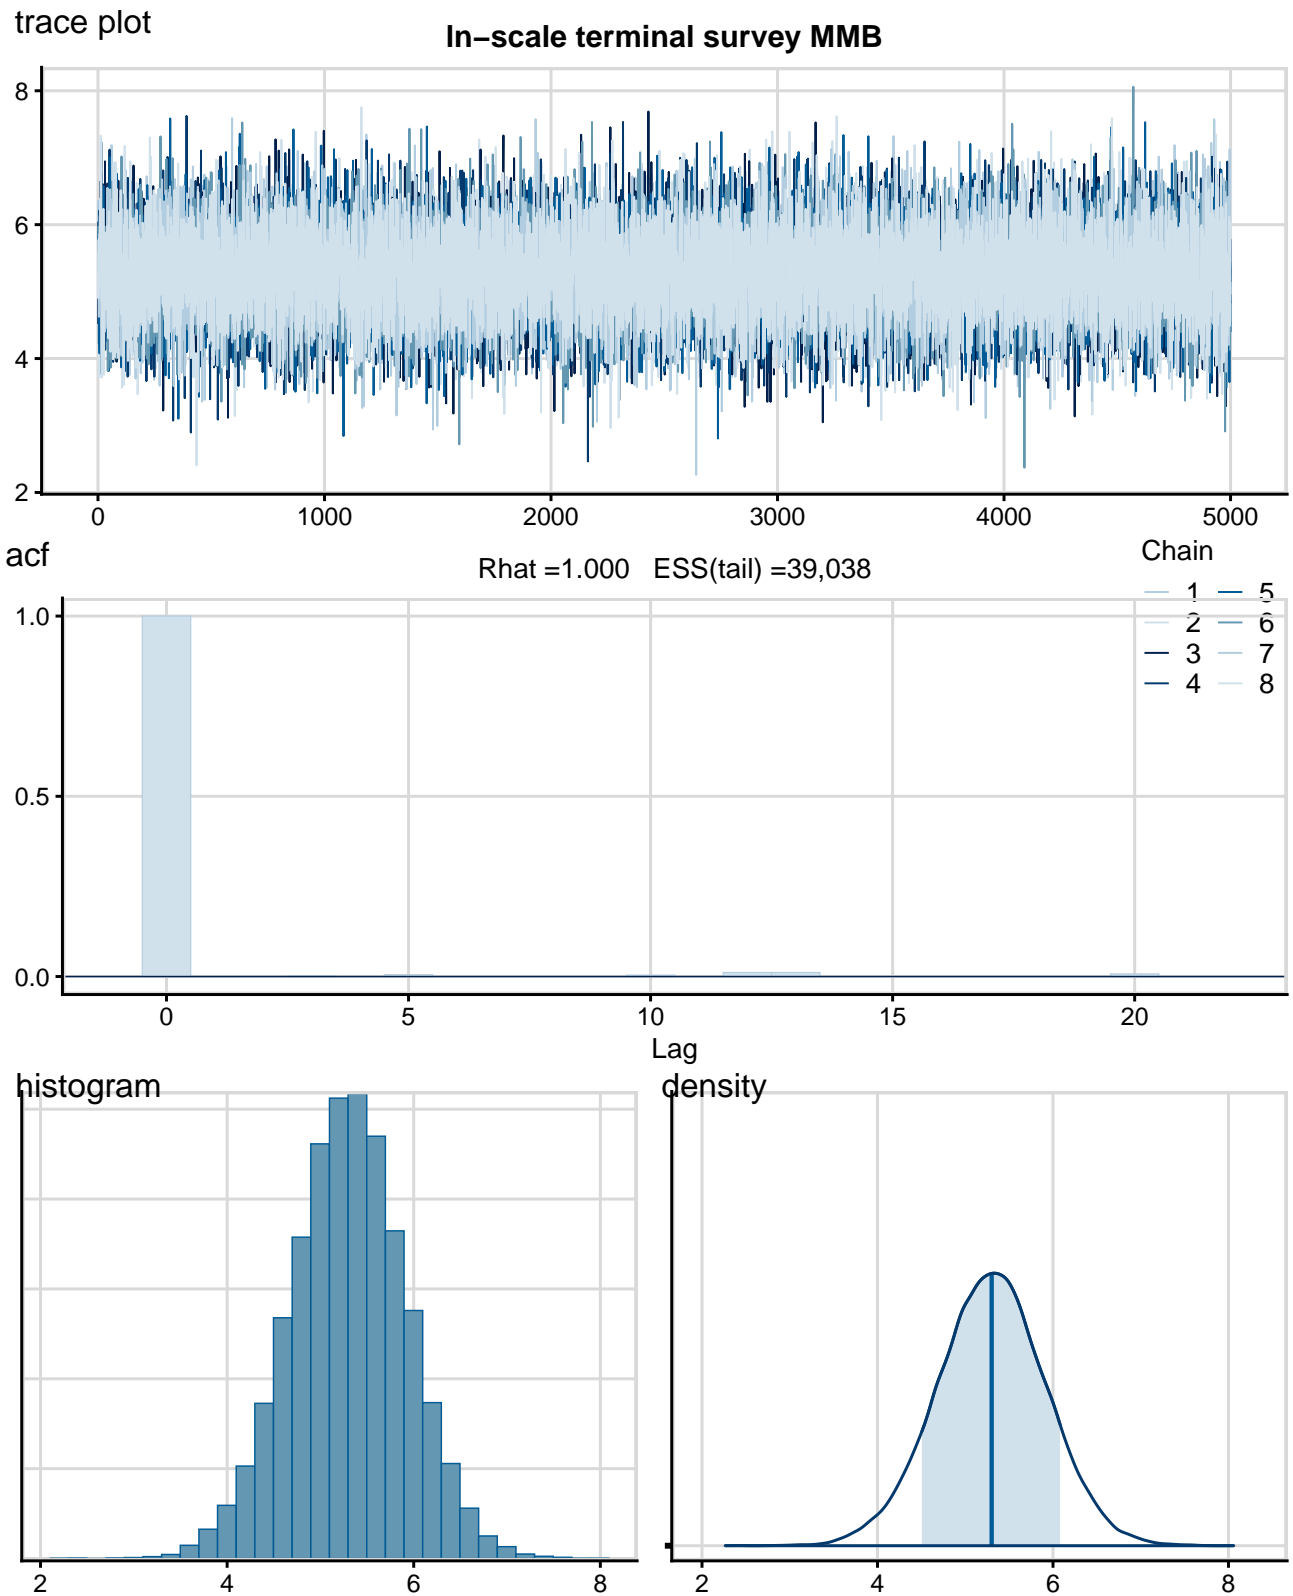 trace plot
In−scale terminal survey MMB
8
6
4
2
0 1000 2000 3000 4000 5000
acf
Rhat =1.000 ESS(tail) =39,038
Chain
1 5
2 6
3 7
4 8
1.0
0.5
0.0
0 5 10 15 20
Lag
histogram
density
2 4 6 8
2 4 6 8